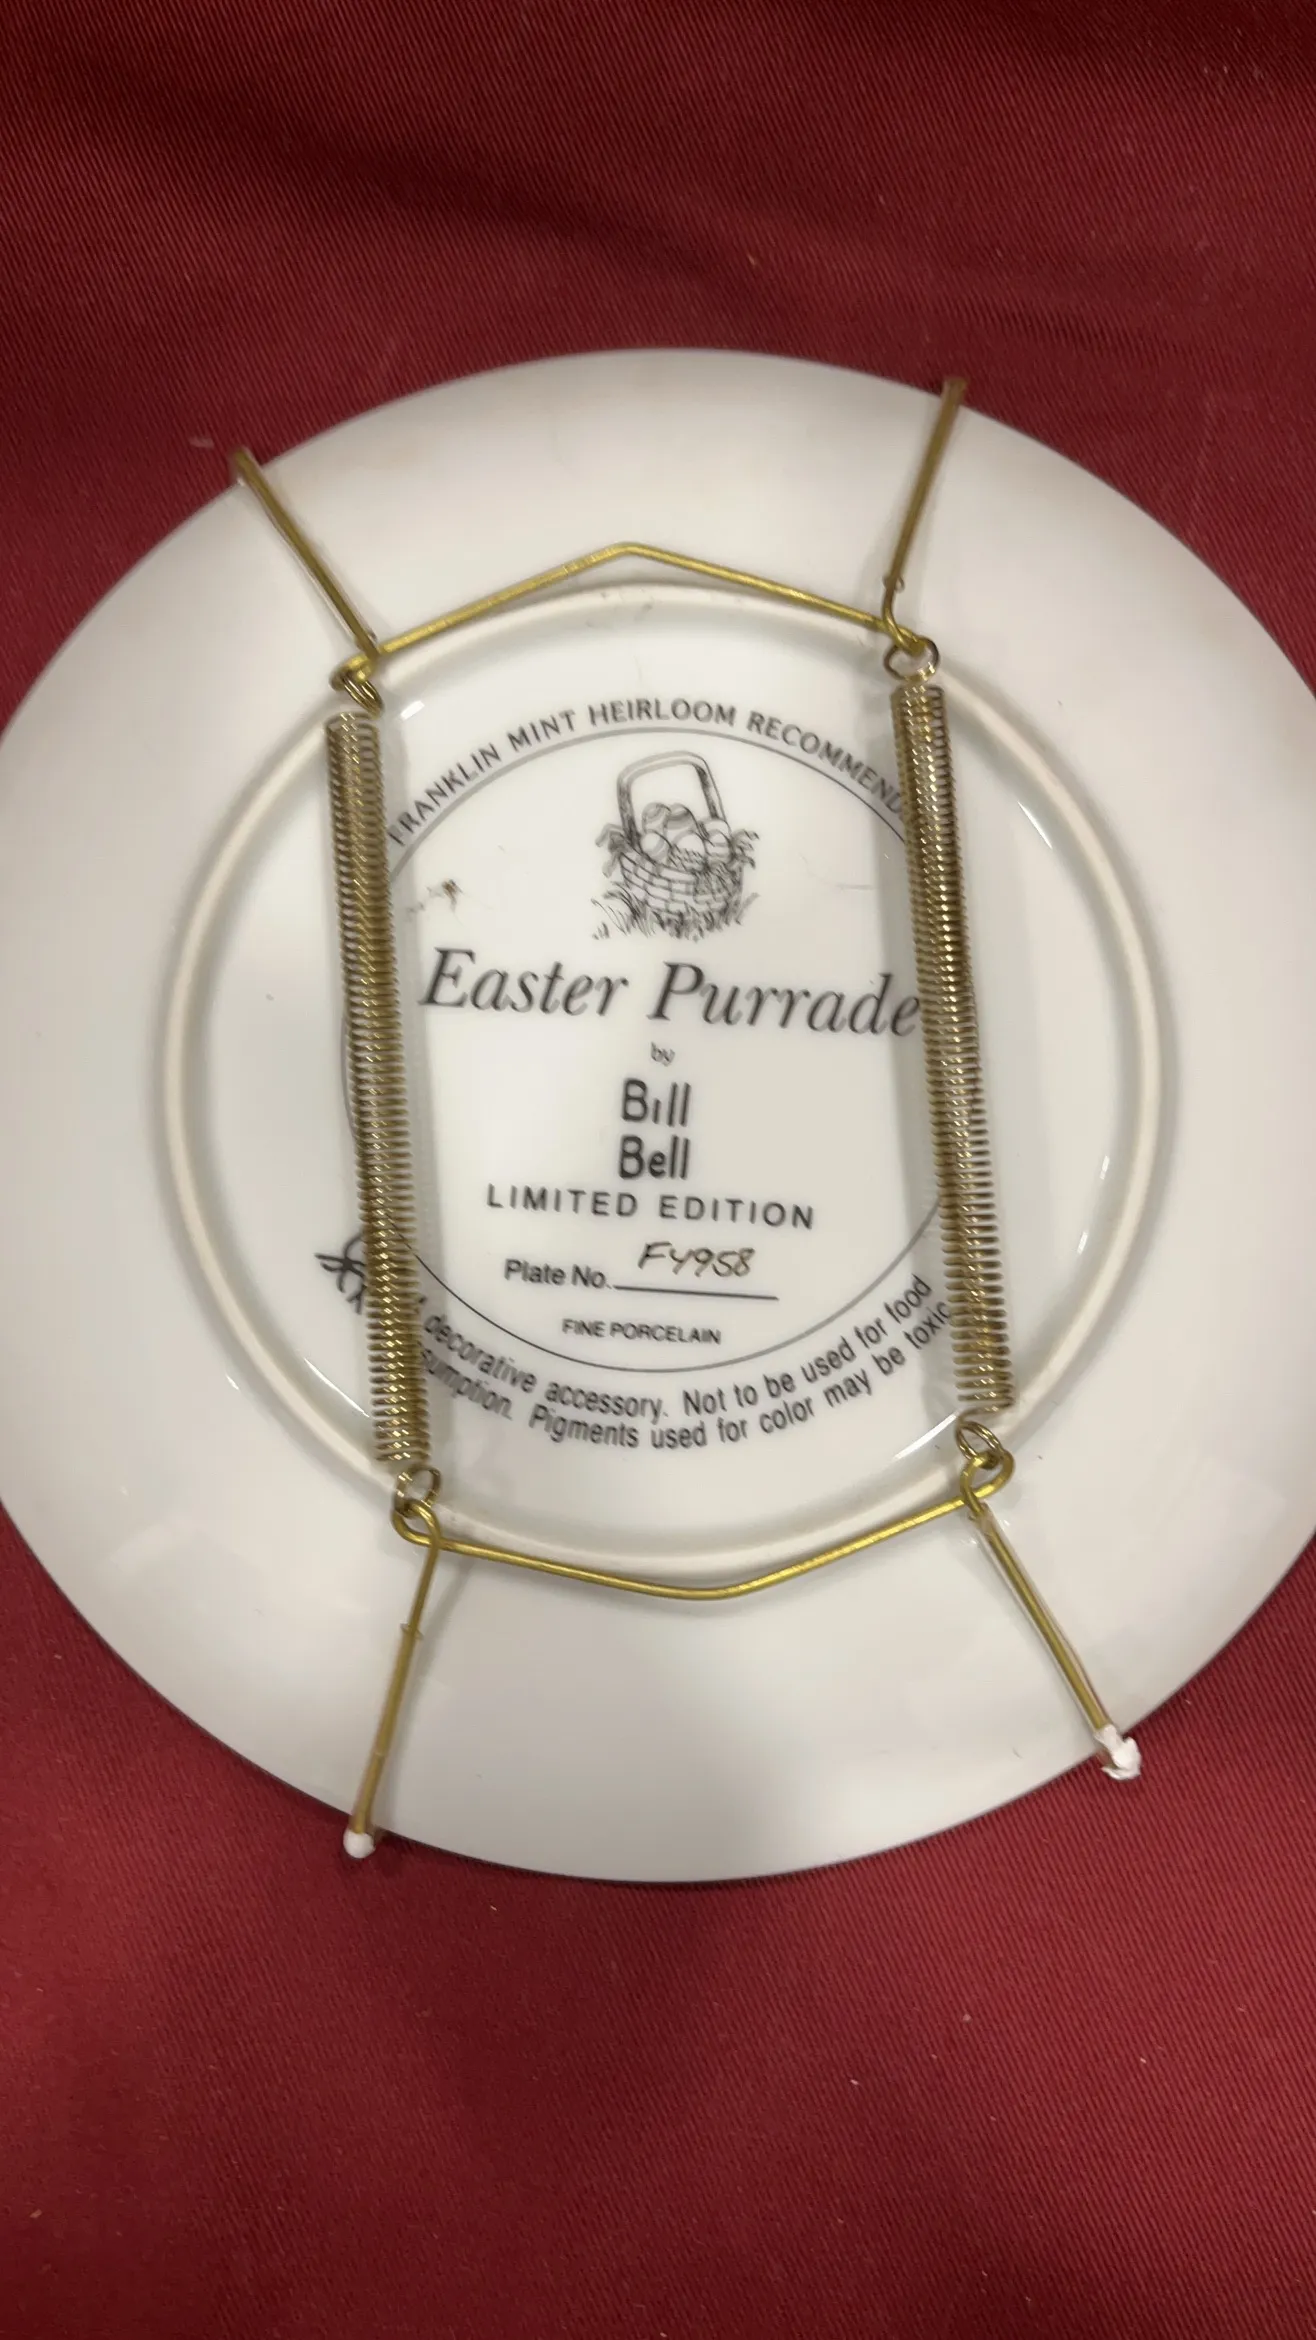 FRANKLIN MINT HEIRLOOM RECOMMEND
Easter Purrade
by
Bill
Bell
LIMITED EDITION
Plate No. FY958
FINE PORCELAIN
decorative accessory. Not to be used for food
sumption. Pigments used for color may be toxic